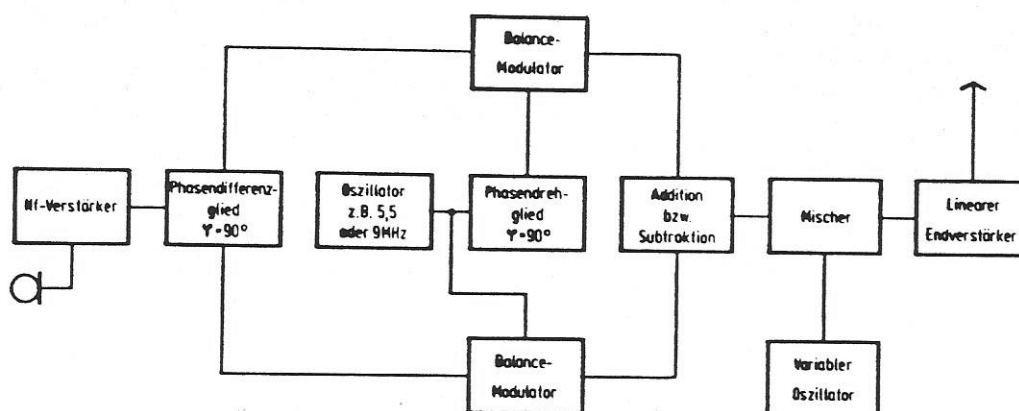 Balance-
Modulator
Nf-Verstärker
Phasendifferenz-
glied
φ=90°
Oszillator
z.B. 5,5
oder 9MHz
Phasendreh-
glied
φ=90°
Addition
bzw.
Subtraktion
Mischer
Linearer
Endverstärker
Balance-
Modulator
Variabler
Oszillator